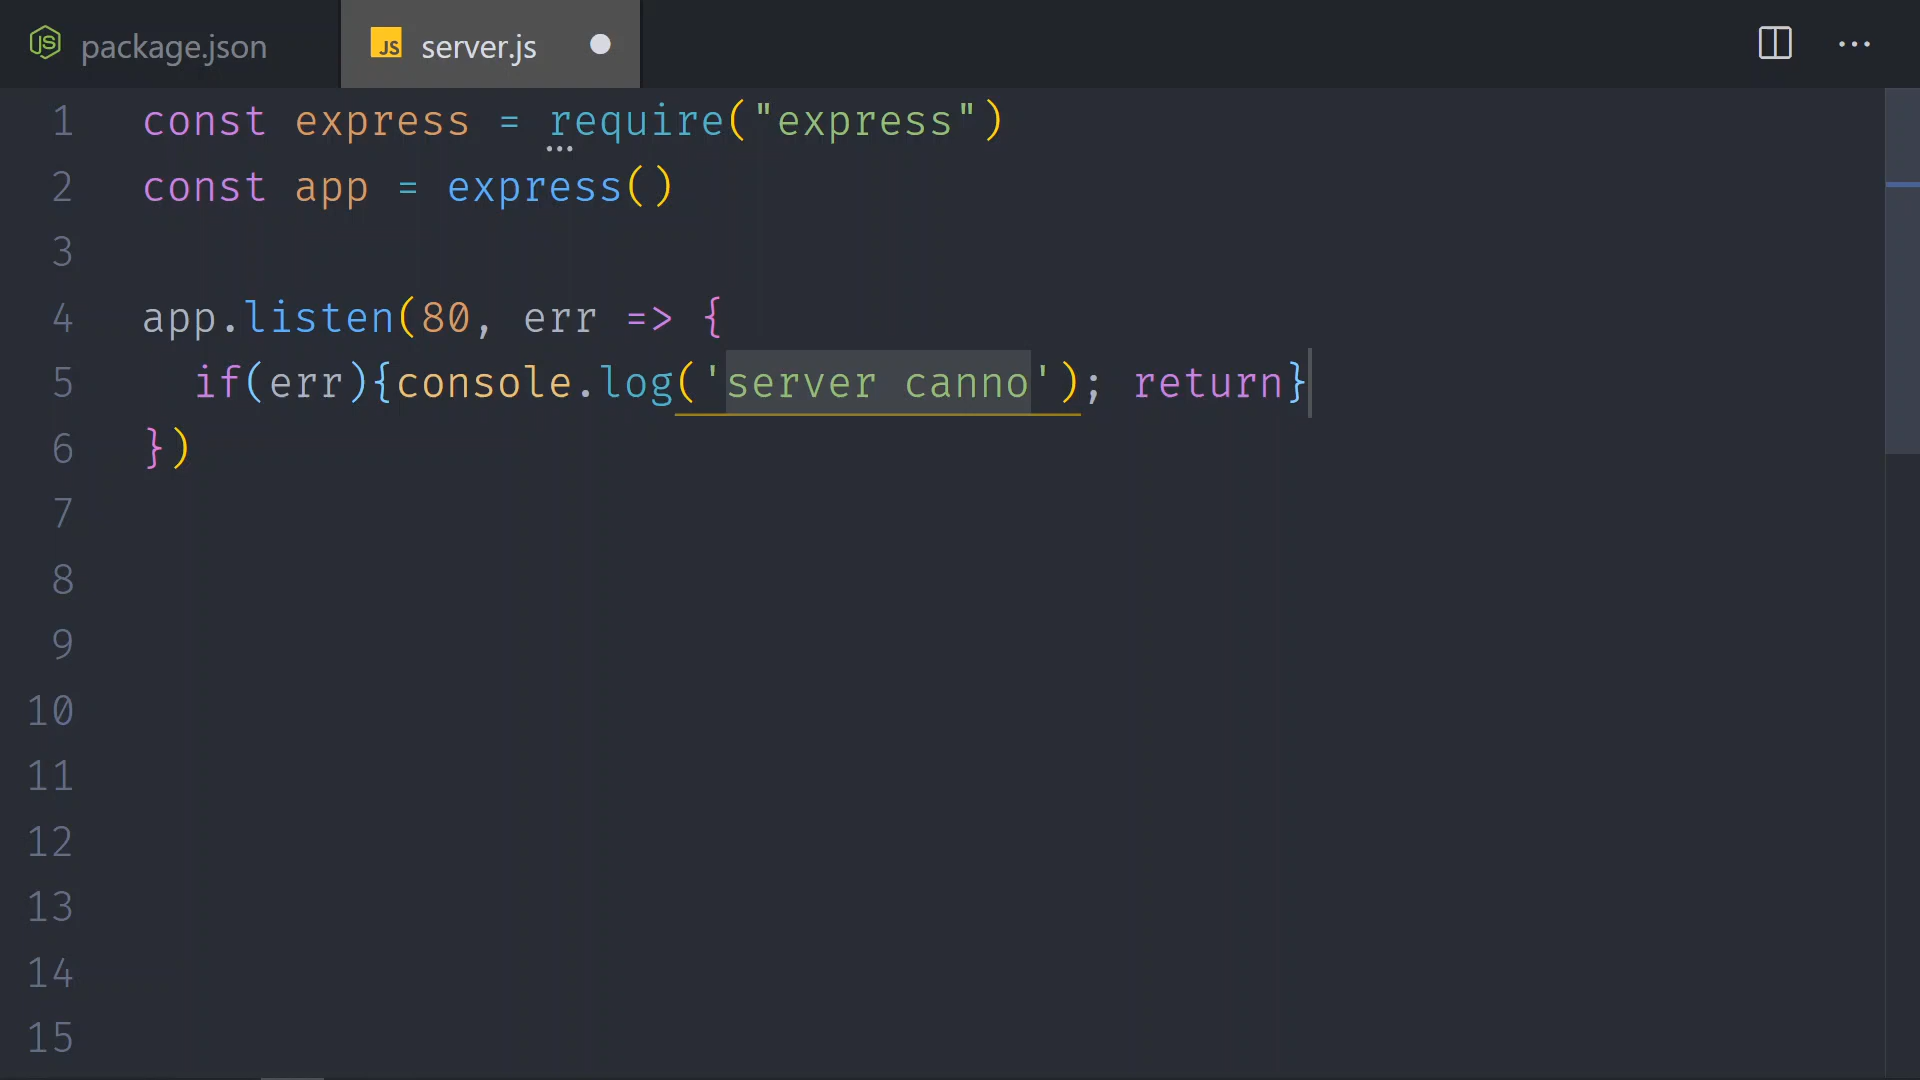 package.json
JS server.js
1 const express = require("express")
2 const app = express()
3
4 app.listen(80, err => {
5 if(err){console.log('server canno'); return}
6 })
7
8
9
10
11
12
13
14
15